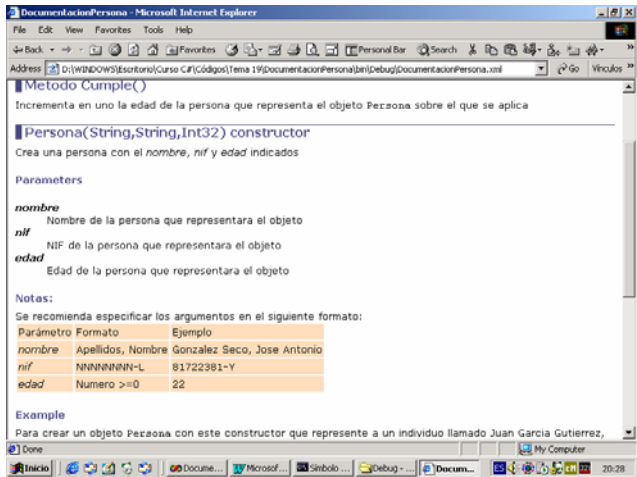 DocumentacionPersona - Microsoft Internet Explorer
File Edit View Favorites Tools Help
Back Favorites Personal Bar Search
Address D:\WINDOWS\Escritorio\Curso C#\Códigos\Tema 19\DocumentacionPersona\bin\Debug\DocumentacionPersona.xml Go Vinculos »
Metodo Cumple()
Incrementa en uno la edad de la persona que representa el objeto Persona sobre el que se aplica
Persona(String,String,Int32) constructor
Crea una persona con el nombre, nif y edad indicados
Parameters
nombre
Nombre de la persona que representara el objeto
nif
NIF de la persona que representara el objeto
edad
Edad de la persona que representara el objeto
Notas:
Se recomienda especificar los argumentos en el siguiente formato:
Parámetro Formato Ejemplo
nombre Apellidos, Nombre Gonzalez Seco, Jose Antonio
nif NNNNNNNN-L 81722381-Y
edad Numero >=0 22
Example
Para crear un objeto Persona con este constructor que represente a un individuo llamado Juan Garcia Gutierrez,
Done My Computer
Inicio Docume... Microsof... Símbolo ... Debug - ... Docum... ES 20:28